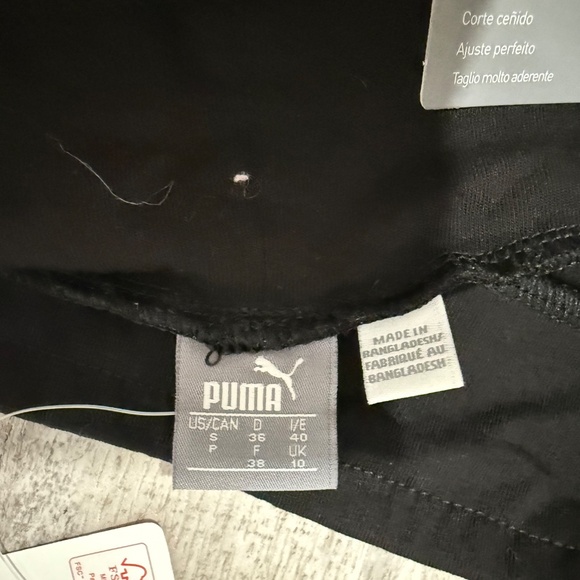 Corte ceñido
Ajuste perfeito
Taglio molto aderente
MADE IN
BANGLADESH/
FABRIQUÉ AU
BANGLADESH
PUMA
US/CAN D I/E
S 36 40
P F UK
38 10
FS